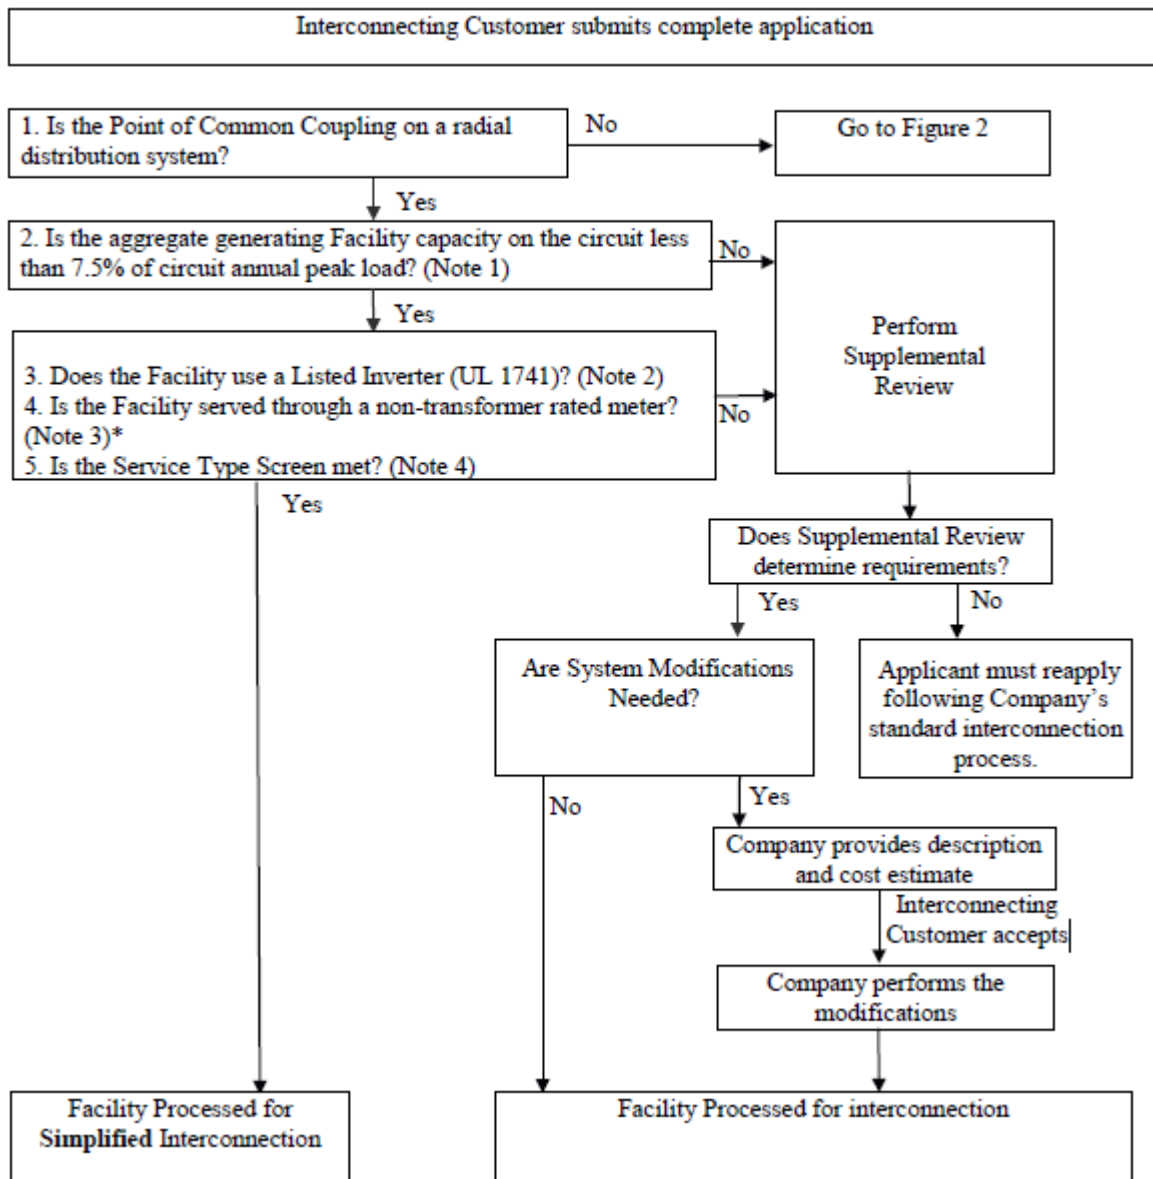 Interconnecting Customer submits complete application
1. Is the Point of Common Coupling on a radial
distribution system?
No
Go to Figure 2
Yes
2. Is the aggregate generating Facility capacity on the circuit less
than 7.5% of circuit annual peak load? (Note 1)
No
Yes
Perform
Supplemental
Review
3. Does the Facility use a Listed Inverter (UL 1741)? (Note 2)
4. Is the Facility served through a non-transformer rated meter?
(Note 3)*
5. Is the Service Type Screen met? (Note 4)
No
Yes
Does Supplemental Review
determine requirements?
Yes
No
Are System Modifications
Needed?
Applicant must reapply
following Company’s
standard interconnection
process.
No
Yes
Company provides description
and cost estimate
Interconnecting
Customer accepts
Company performs the
modifications
Facility Processed for
Simplified Interconnection
Facility Processed for interconnection